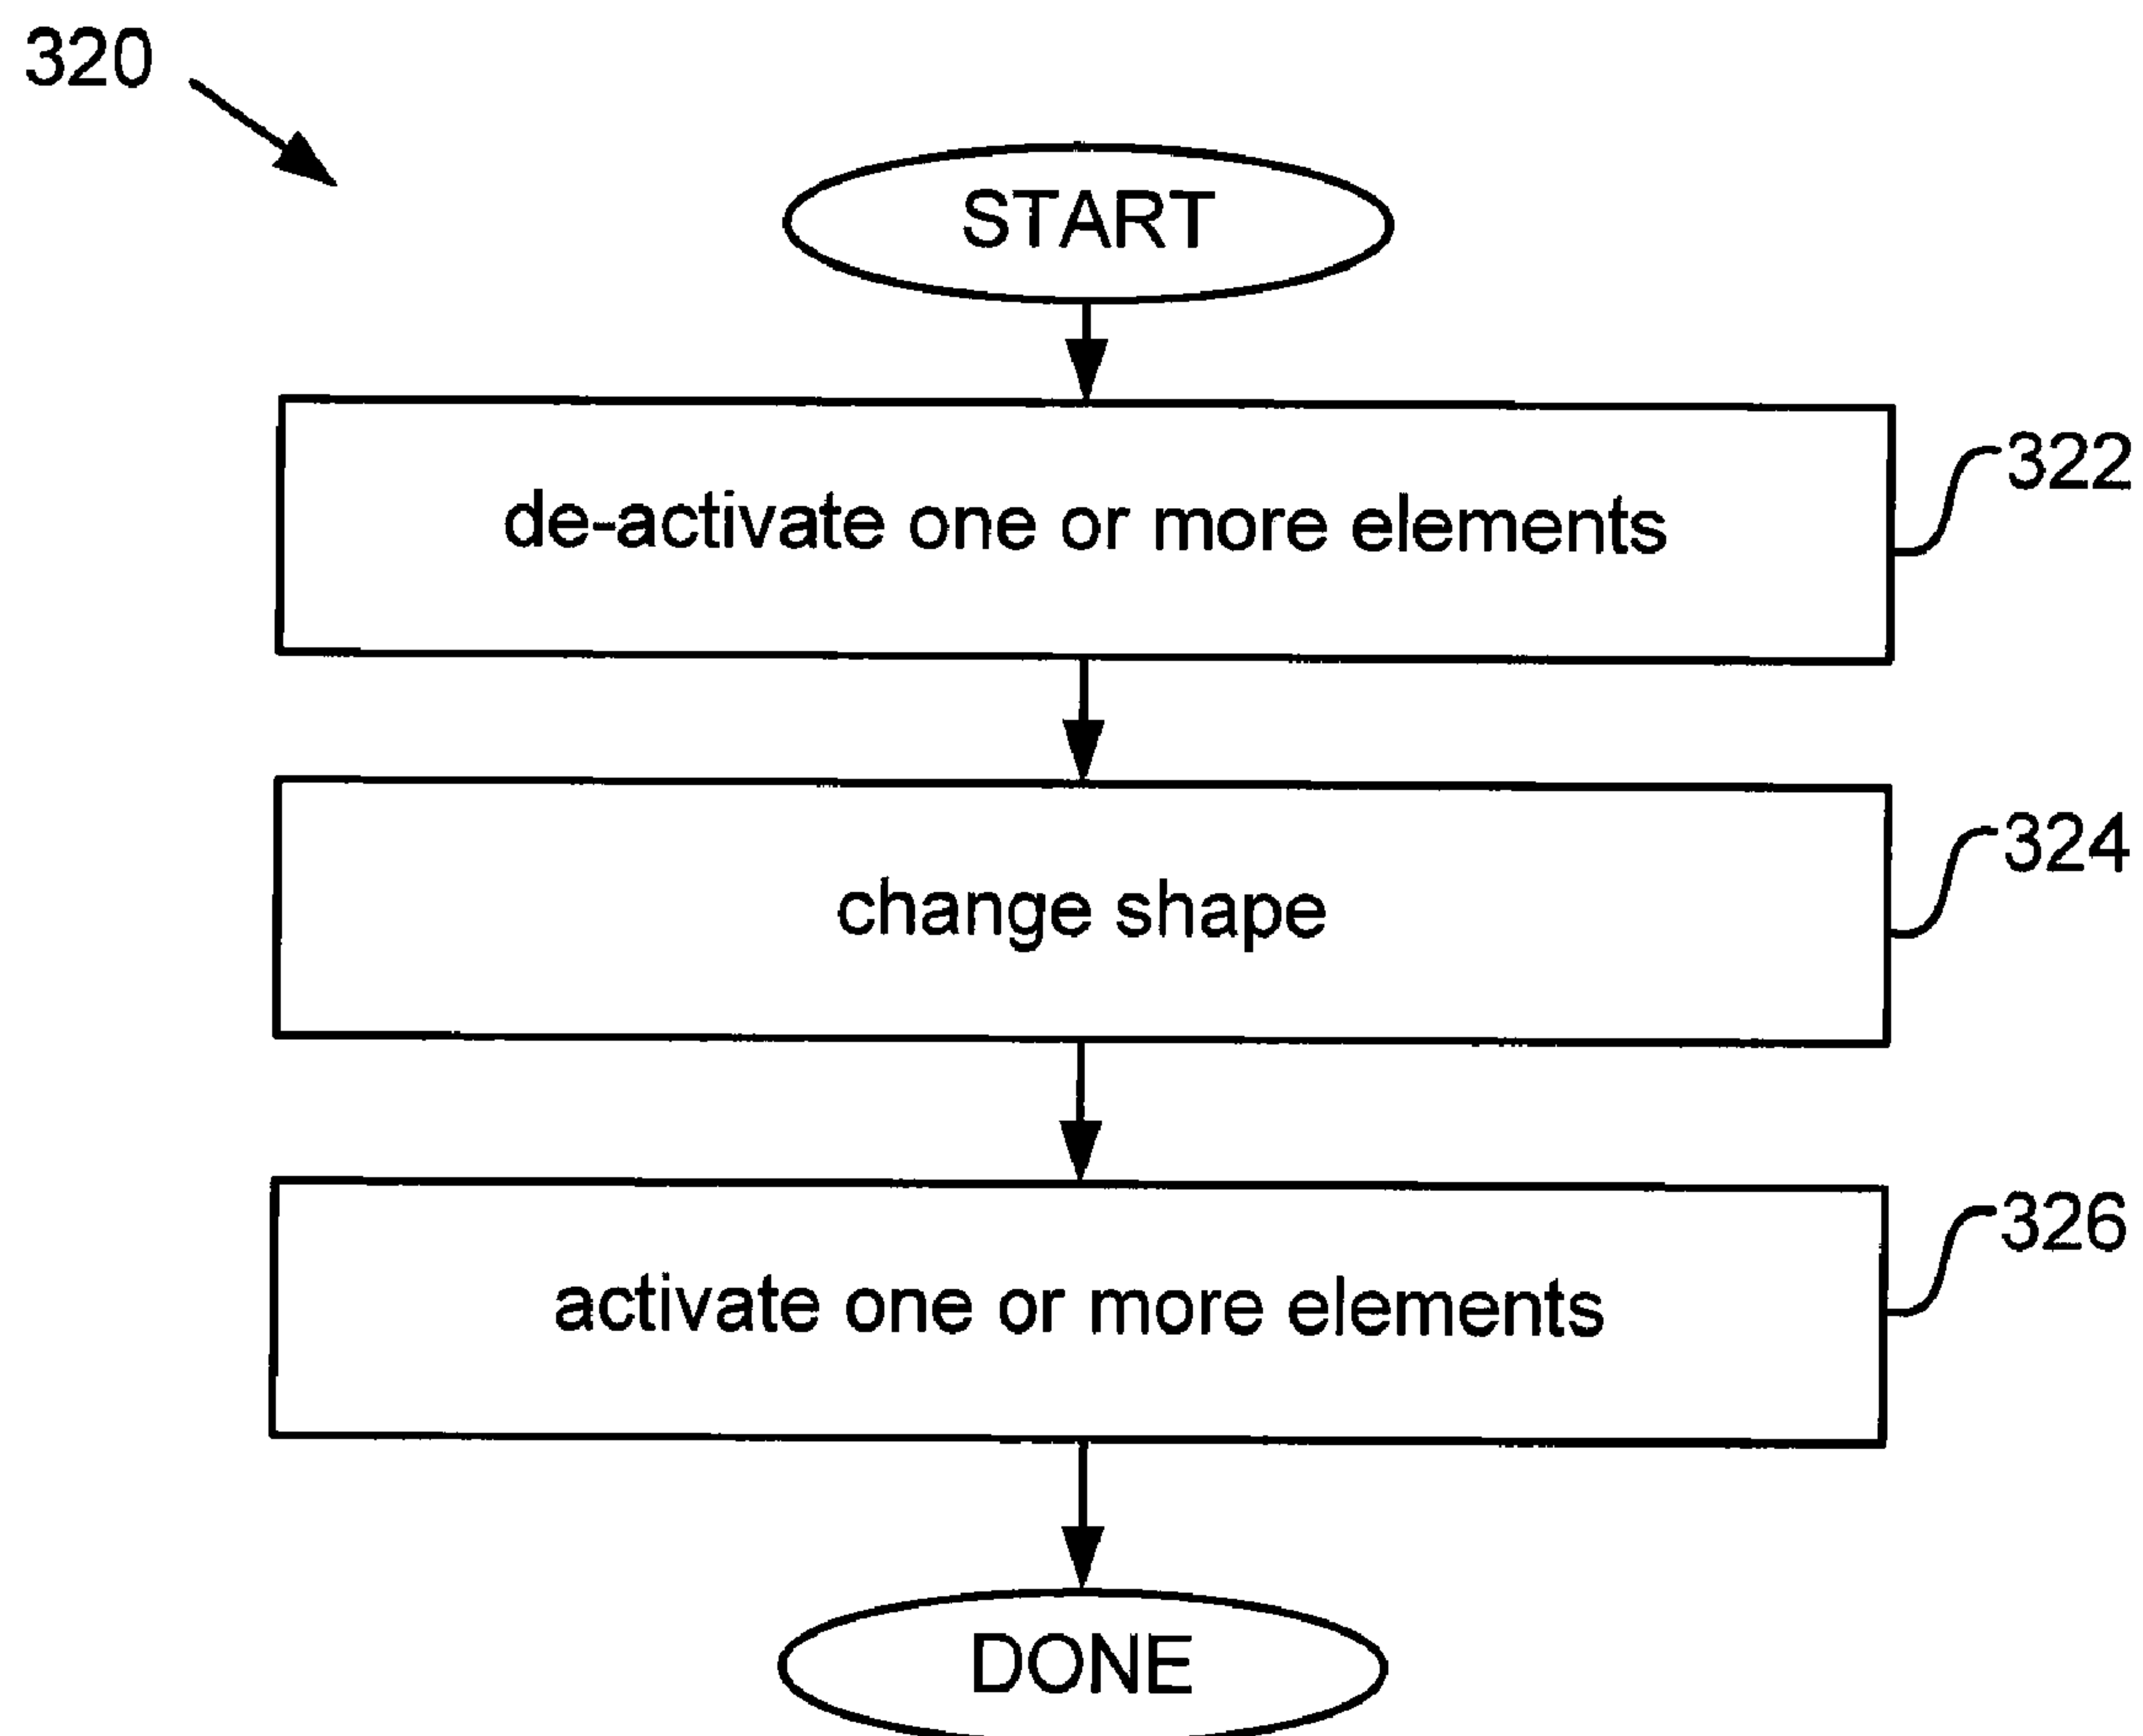 320
START
de-activate one or more elements
322
change shape
324
activate one or more elements
326
DONE